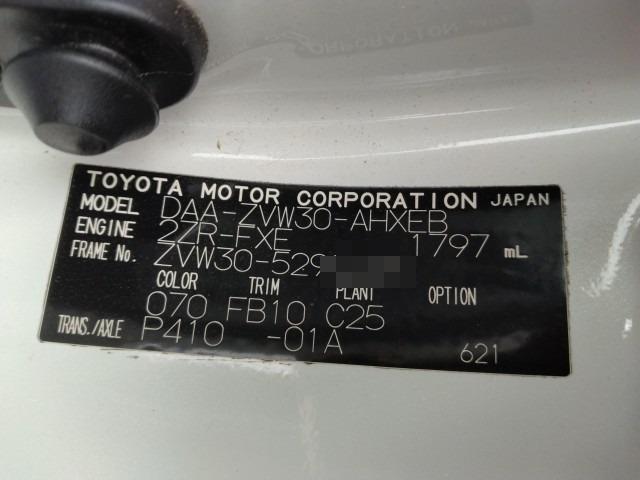 TOYOTA MOTOR CORPORATION JAPAN
MODEL DAA-ZVW30-AHXEB
ENGINE 2ZR-FXE 1797 mL
FRAME No. ZVW30-529
COLOR TRIM PLANT OPTION
070 FB10 C25
TRANS./AXLE P410 -01A
621